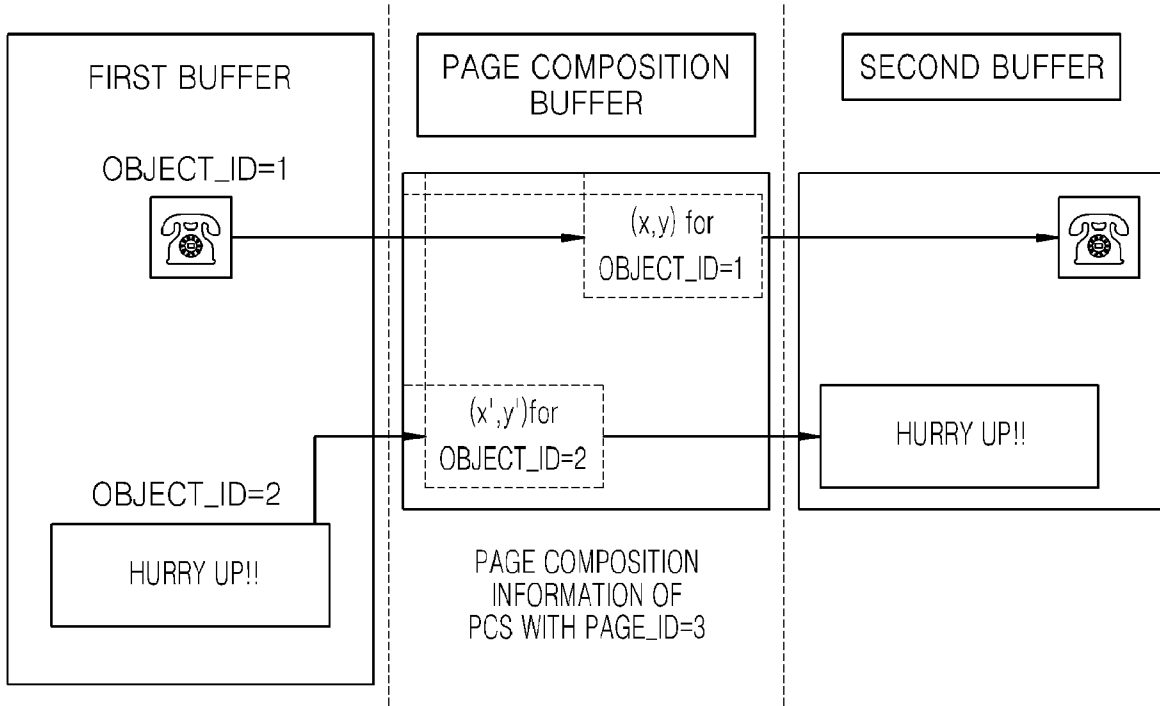 FIRST BUFFER
OBJECT_ID=1
OBJECT_ID=2
HURRY UP!!
PAGE COMPOSITION
BUFFER
(x,y) for
OBJECT_ID=1
(x',y')for
OBJECT_ID=2
PAGE COMPOSITION
INFORMATION OF
PCS WITH PAGE_ID=3
SECOND BUFFER
HURRY UP!!